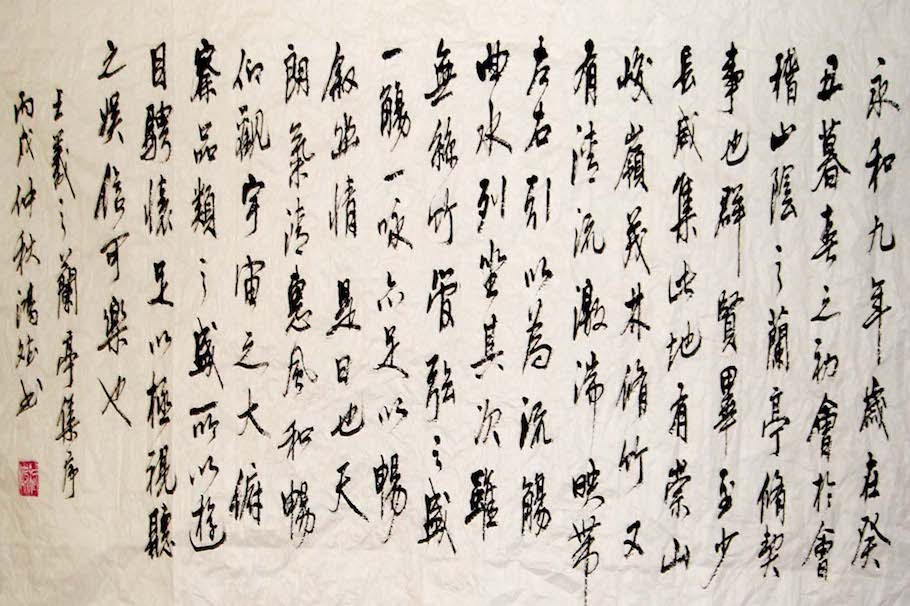 永和九年歲在癸
丑暮春之初會於會
稽山陰之蘭亭脩禊
事也群賢畢至少
長咸集此地有崇山
峻嶺茂林脩竹又
有清流激湍映帶
左右引以為流觴
曲水列坐其次雖
無絲竹管弦之盛
一觴一咏亦足以暢
敘幽情是日也天
朗氣清惠風和暢
仰觀宇宙之大俯
察品類之盛所以遊
目騁懷足以極視聽
之娛信可樂也
王羲之蘭亭集序
丙戌仲秋書